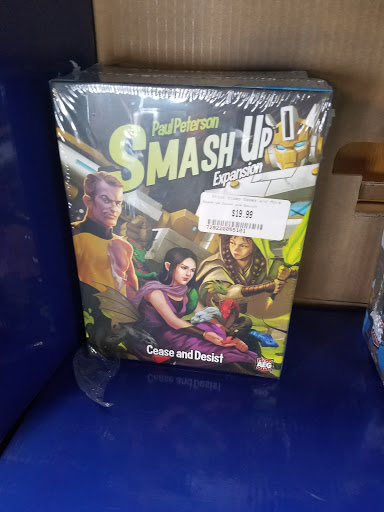 Paul Peterson
SMASH UP
Expansion
$19.99
Cease and Desist
AEG